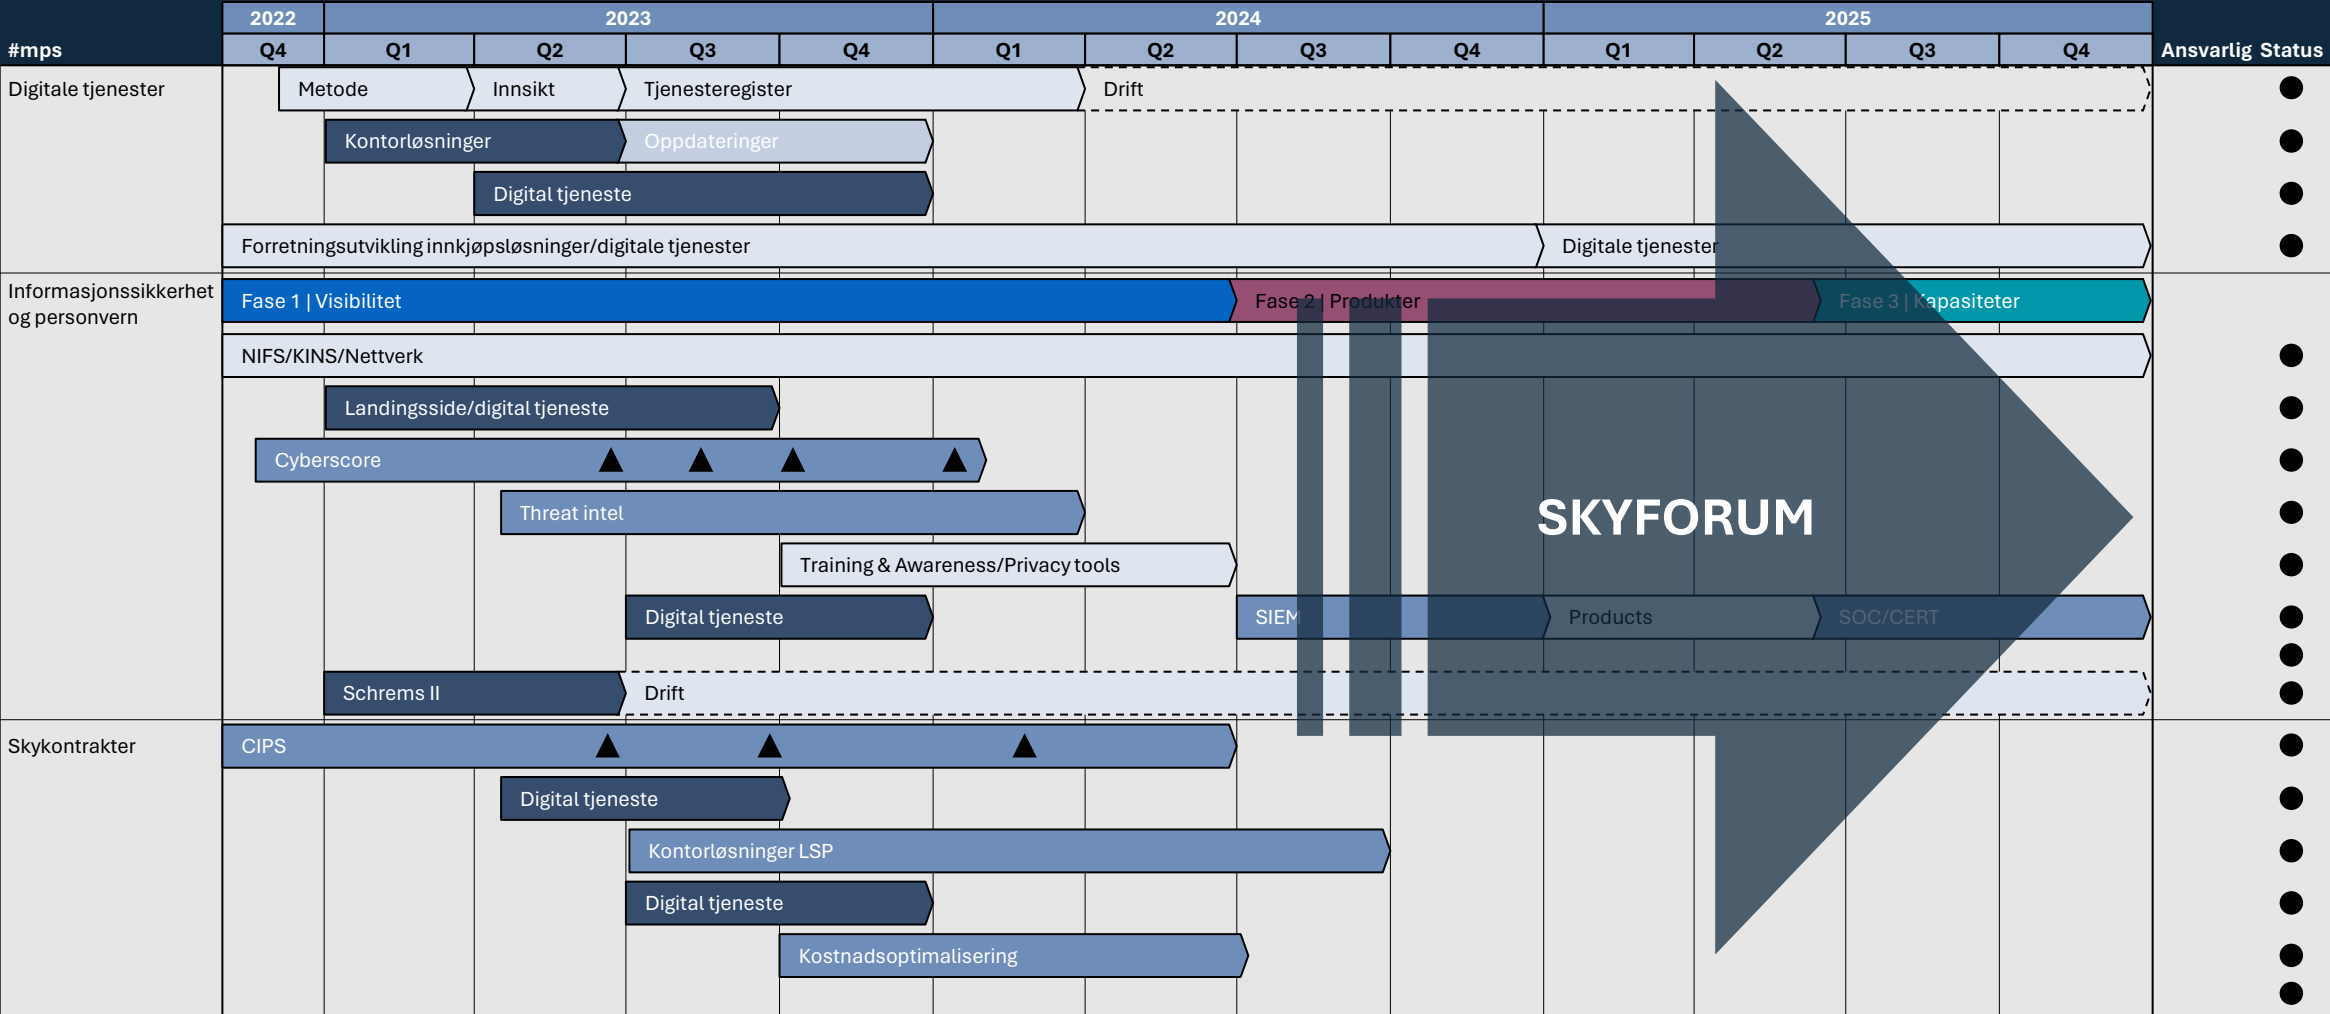 2022 2023 2024 2025
#mps Q4 Q1 Q2 Q3 Q4 Q1 Q2 Q3 Q4 Q1 Q2 Q3 Q4 Ansvarlig Status
Digitale tjenester Metode Innsikt Tjenesteregister Drift
Kontorløsninger Oppdateringer
Digital tjeneste
Forretningsutvikling innkjøpsløsninger/digitale tjenester Digitale tjenester
Informasjonssikkerhet
og personvern
Fase 1 | Visibilitet Fase 2 | Produkter Fase 3 | Kapasiteter
NIFS/KINS/Nettverk
Landingsside/digital tjeneste
Cyberscore
Threat intel
SKYFORUM
Training & Awareness/Privacy tools
Digital tjeneste SIEM Products SOC/CERT
Schrems II Drift
Skykontrakter CIPS
Digital tjeneste
Kontorløsninger LSP
Digital tjeneste
Kostnadsoptimalisering